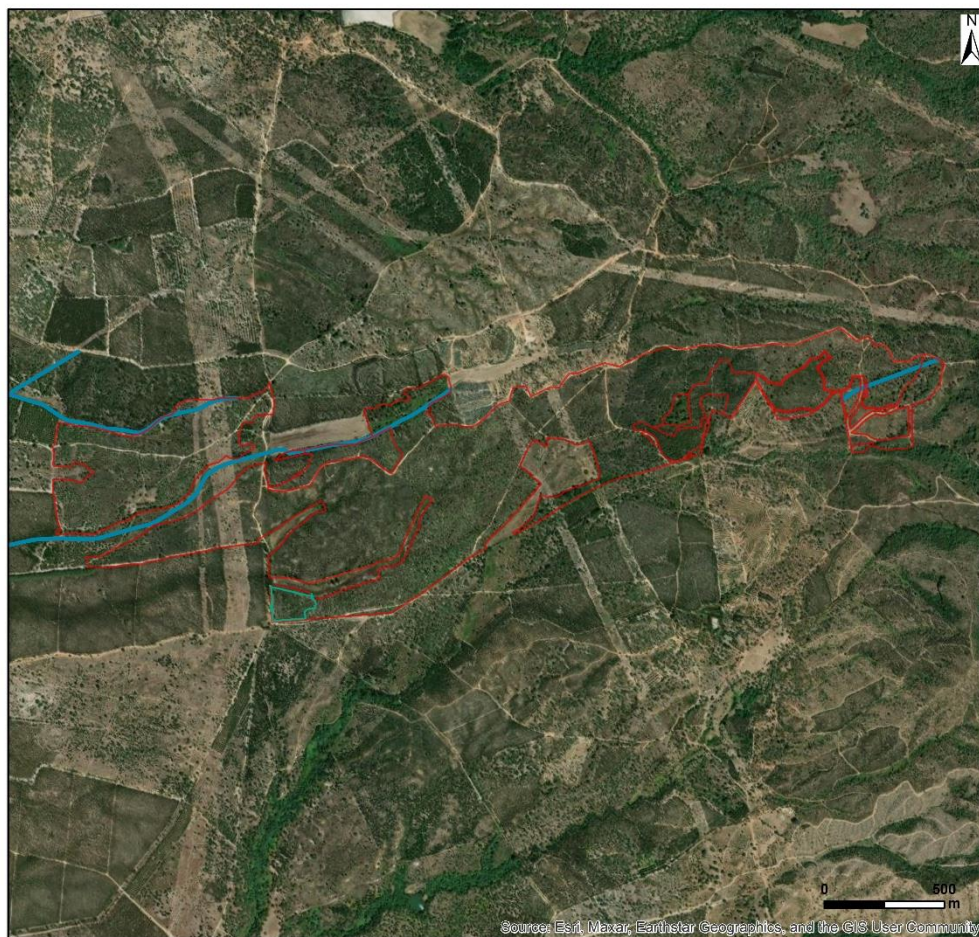 N
0 500
m
Source: Esri, Maxar, Earthstar Geographics, and the GIS User Community